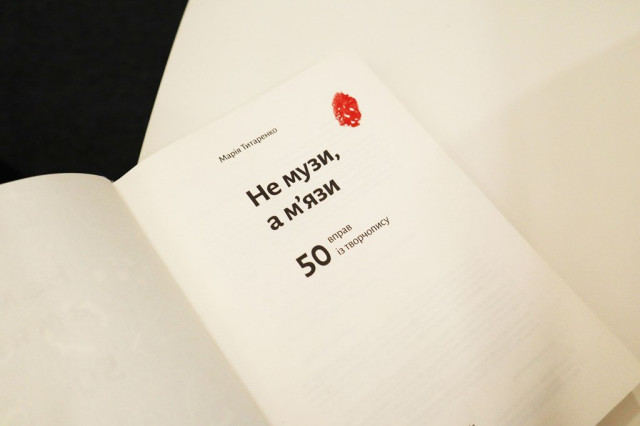 Марія Титаренко
Не музи,
а м'язи
50 вправ
із творчопису